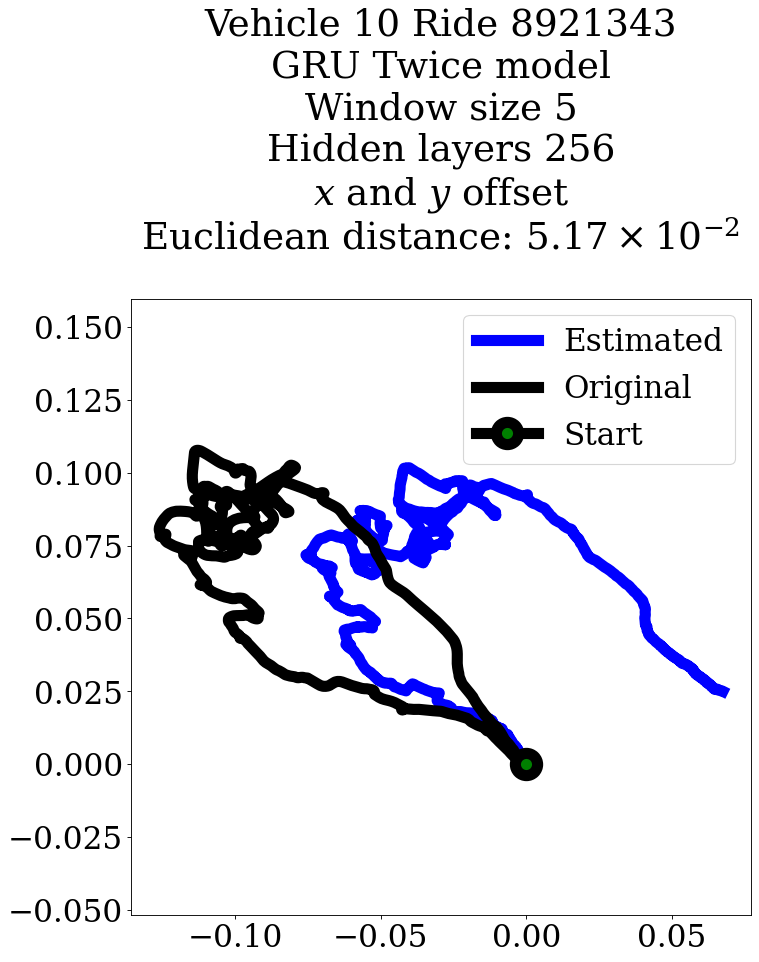 Vehicle 10 Ride 8921343
GRU Twice model
Window size 5
Hidden layers 256
x and y offset
Euclidean distance: 5.17 × 10⁻²
Estimated
Original
Start
0.150
0.125
0.100
0.075
0.050
0.025
0.000
−0.025
−0.050
−0.10 −0.05 0.00 0.05